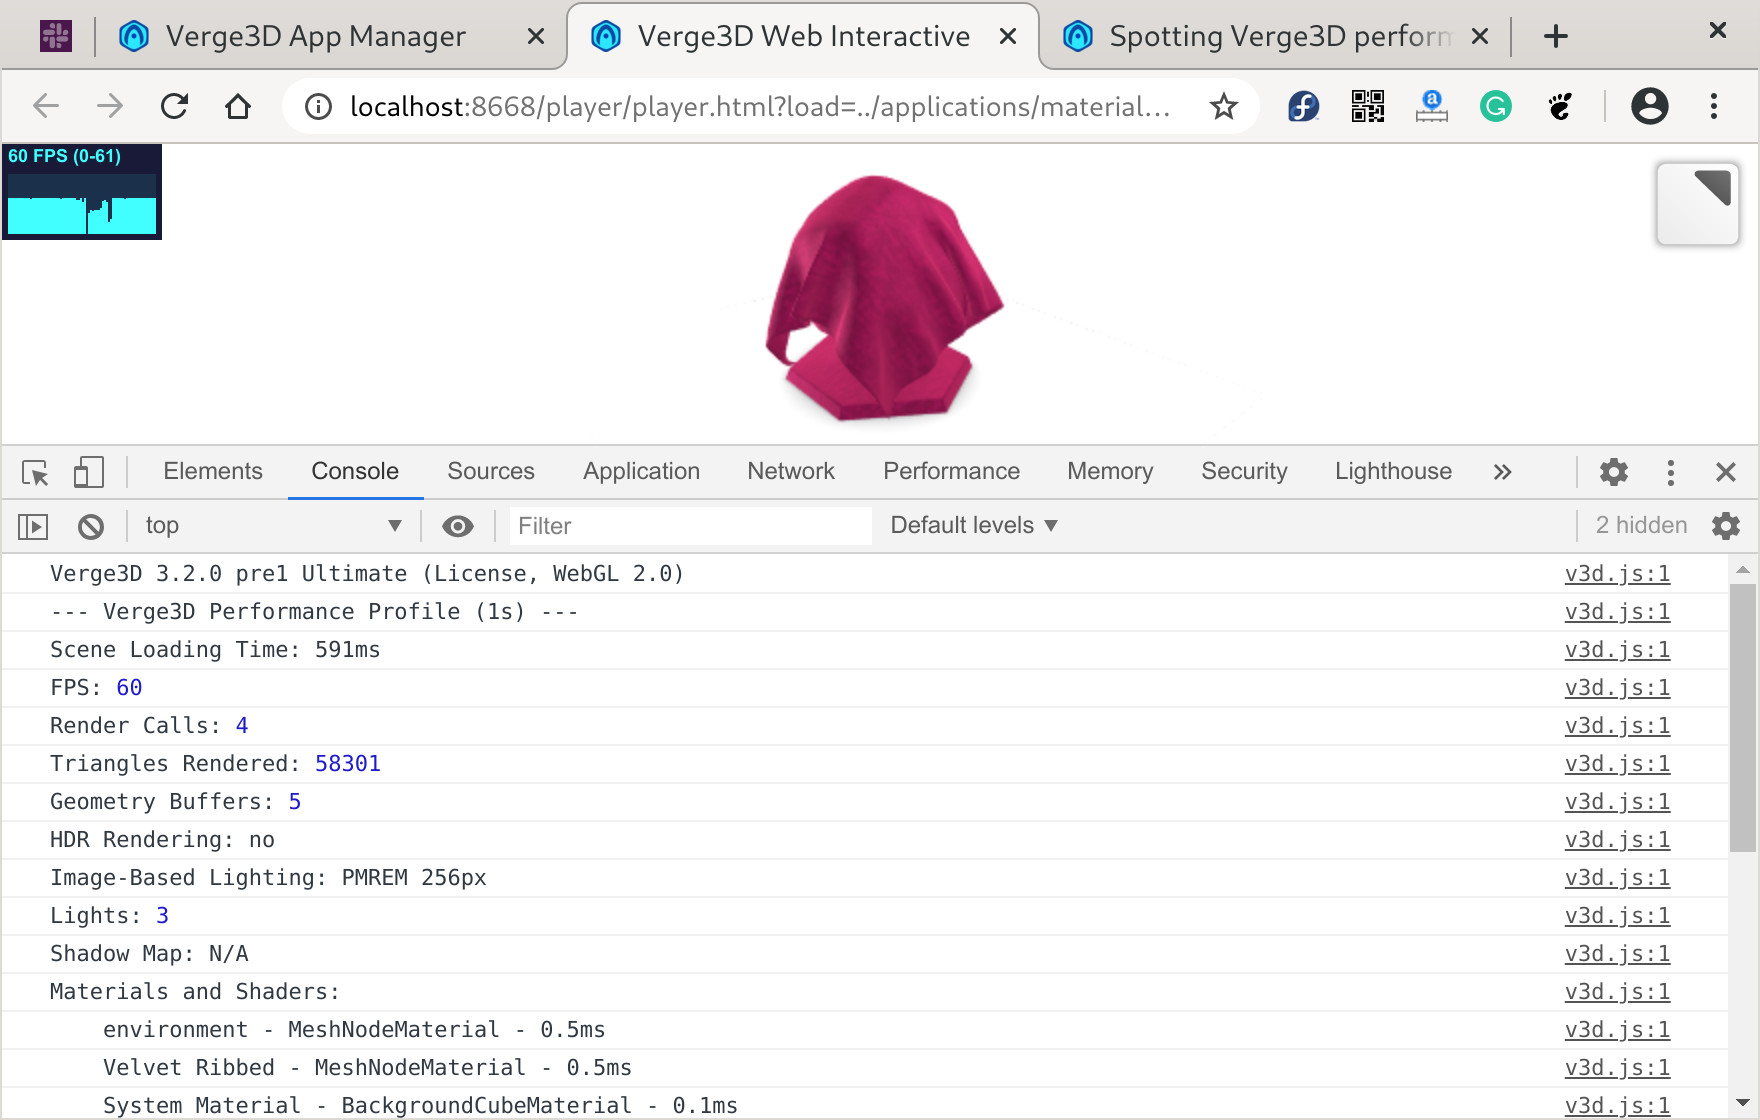 Verge3D App Manager
Verge3D Web Interactive
Spotting Verge3D perform
localhost:8668/player/player.html?load=../applications/material...
60 FPS (0-61)
Elements Console Sources Application Network Performance Memory Security Lighthouse
top Filter Default levels 2 hidden
Verge3D 3.2.0 pre1 Ultimate (License, WebGL 2.0) v3d.js:1
--- Verge3D Performance Profile (1s) --- v3d.js:1
Scene Loading Time: 591ms v3d.js:1
FPS: 60 v3d.js:1
Render Calls: 4 v3d.js:1
Triangles Rendered: 58301 v3d.js:1
Geometry Buffers: 5 v3d.js:1
HDR Rendering: no v3d.js:1
Image-Based Lighting: PMREM 256px v3d.js:1
Lights: 3 v3d.js:1
Shadow Map: N/A v3d.js:1
Materials and Shaders: v3d.js:1
environment - MeshNodeMaterial - 0.5ms v3d.js:1
Velvet Ribbed - MeshNodeMaterial - 0.5ms v3d.js:1
System Material - BackgroundCubeMaterial - 0.1ms v3d.js:1